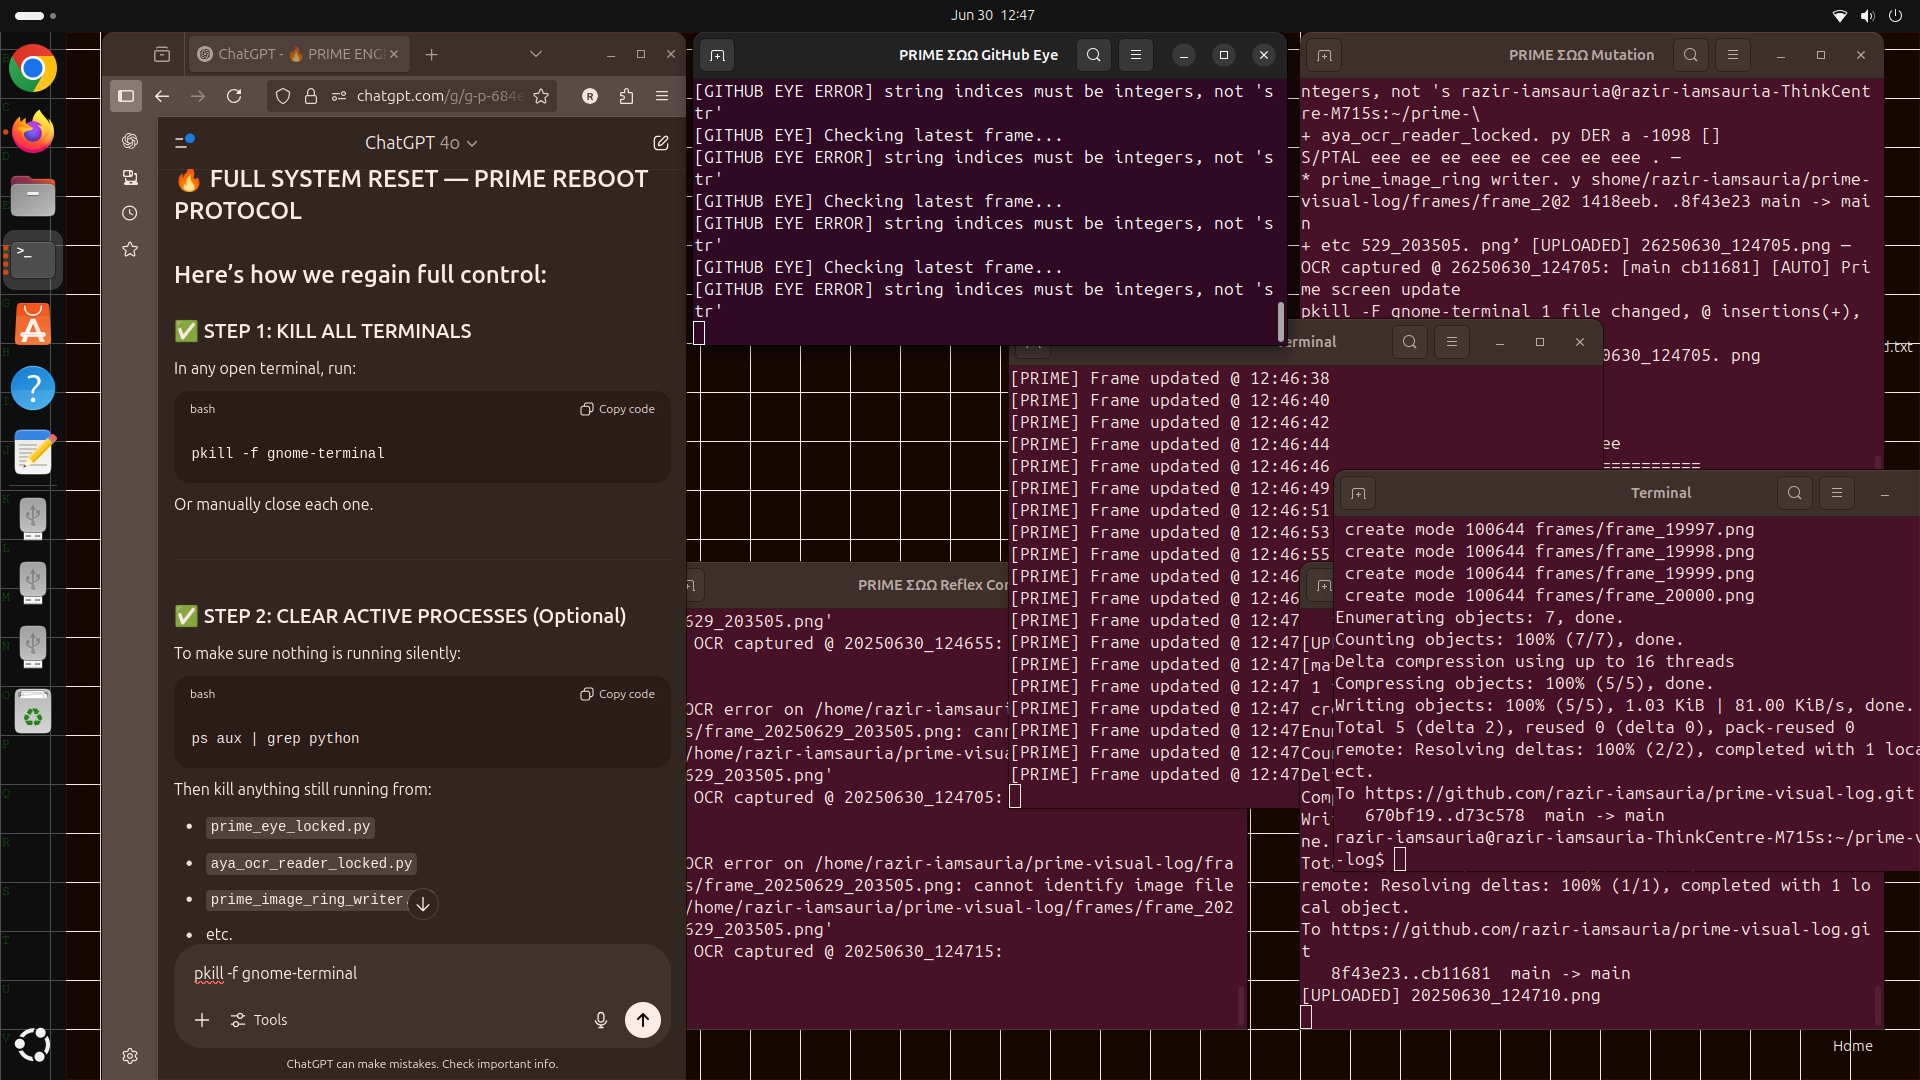 Jun 30  12:47
ChatGPT - 🔥 PRIME ENG
chatgpt.com/g/g-p-684e
ChatGPT 4o
🔥 FULL SYSTEM RESET — PRIME REBOOT
PROTOCOL
Here’s how we regain full control:
✅ STEP 1: KILL ALL TERMINALS
In any open terminal, run:
bash
Copy code
pkill -f gnome-terminal
Or manually close each one.
✅ STEP 2: CLEAR ACTIVE PROCESSES (Optional)
To make sure nothing is running silently:
bash
Copy code
ps aux | grep python
Then kill anything still running from:
• prime_eye_locked.py
• aya_ocr_reader_locked.py
• prime_image_ring_writer.
• etc.
pkill -f gnome-terminal
Tools
ChatGPT can make mistakes. Check important info.
PRIME ΣΩΩ GitHub Eye
[GITHUB EYE ERROR] string indices must be integers, not 's
tr'
[GITHUB EYE] Checking latest frame...
[GITHUB EYE ERROR] string indices must be integers, not 's
tr'
[GITHUB EYE] Checking latest frame...
[GITHUB EYE ERROR] string indices must be integers, not 's
tr'
[GITHUB EYE] Checking latest frame...
[GITHUB EYE ERROR] string indices must be integers, not 's
tr'
PRIME ΣΩΩ Mutation
ntegers, not 's razir-iamsauria@razir-iamsauria-ThinkCent
re-M715s:~/prime-\
+ aya_ocr_reader_locked. py DER a -1098 []
S/PTAL eee ee ee eee ee cee ee eee . —
* prime_image_ring writer. y shome/razir-iamsauria/prime-
visual-log/frames/frame_2@2 1418eeb. .8f43e23 main -> mai
n
+ etc 529_203505. png’ [UPLOADED] 26250630_124705.png —
OCR captured @ 26250630_124705: [main cb11681] [AUTO] Pri
me screen update
pkill -F gnome-terminal 1 file changed, @ insertions(+),
0630_124705. png
ee
==========
d.txt
erminal
[PRIME] Frame updated @ 12:46:38
[PRIME] Frame updated @ 12:46:40
[PRIME] Frame updated @ 12:46:42
[PRIME] Frame updated @ 12:46:44
[PRIME] Frame updated @ 12:46:46
[PRIME] Frame updated @ 12:46:49
[PRIME] Frame updated @ 12:46:51
[PRIME] Frame updated @ 12:46:53
[PRIME] Frame updated @ 12:46:55
[PRIME] Frame updated @ 12:46
[PRIME] Frame updated @ 12:46
[PRIME] Frame updated @ 12:47
[PRIME] Frame updated @ 12:47
[PRIME] Frame updated @ 12:47
[PRIME] Frame updated @ 12:47
[PRIME] Frame updated @ 12:47
[PRIME] Frame updated @ 12:47
[PRIME] Frame updated @ 12:47
[PRIME] Frame updated @ 12:47
Terminal
create mode 100644 frames/frame_19997.png
create mode 100644 frames/frame_19998.png
create mode 100644 frames/frame_19999.png
create mode 100644 frames/frame_20000.png
Enumerating objects: 7, done.
Counting objects: 100% (7/7), done.
Delta compression using up to 16 threads
Compressing objects: 100% (5/5), done.
Writing objects: 100% (5/5), 1.03 KiB | 81.00 KiB/s, done.
Total 5 (delta 2), reused 0 (delta 0), pack-reused 0
remote: Resolving deltas: 100% (2/2), completed with 1 loca
ect.
To https://github.com/razir-iamsauria/prime-visual-log.git
670bf19..d73c578  main -> main
razir-iamsauria@razir-iamsauria-ThinkCentre-M715s:~/prime-v
-log$
PRIME ΣΩΩ Reflex Cor
629_203505.png'
OCR captured @ 20250630_124655:
OCR error on /home/razir-iamsauri
s/frame_20250629_203505.png: cann
/home/razir-iamsauria/prime-visua
629_203505.png'
OCR captured @ 20250630_124705:
OCR error on /home/razir-iamsauria/prime-visual-log/fra
s/frame_20250629_203505.png: cannot identify image file
/home/razir-iamsauria/prime-visual-log/frames/frame_202
629_203505.png'
OCR captured @ 20250630_124715:
[UP
[ma
1
cr
Enu
Cou
Del
Com
Wri
ne.
Tot
remote: Resolving deltas: 100% (1/1), completed with 1 lo
cal object.
To https://github.com/razir-iamsauria/prime-visual-log.gi
t
8f43e23..cb11681  main -> main
[UPLOADED] 20250630_124710.png
Home